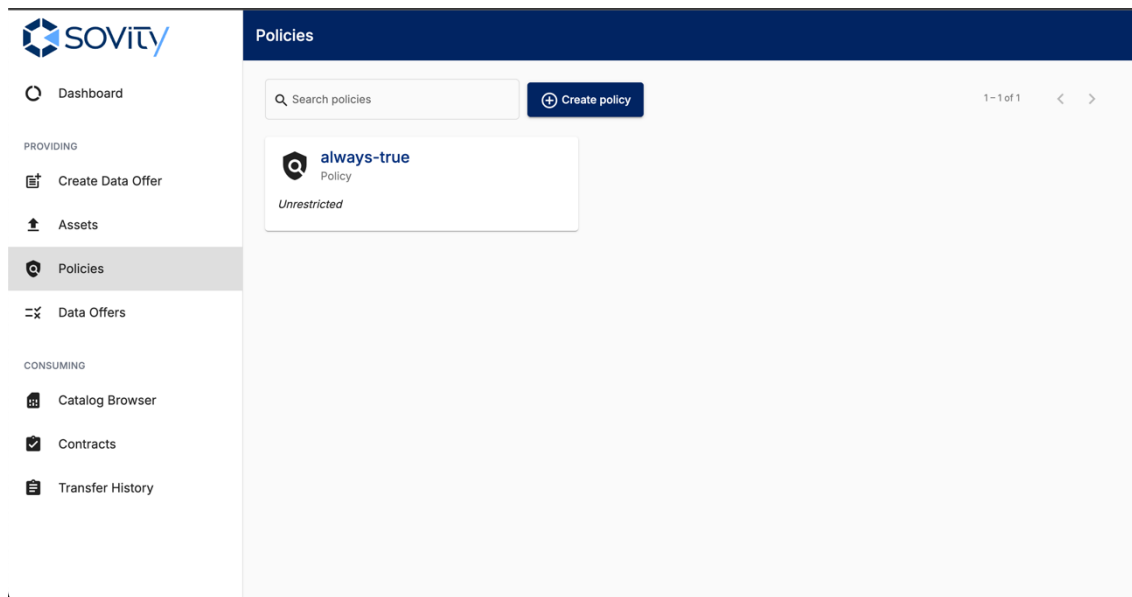 sovity
Policies
Dashboard
Search policies
Create policy
1 – 1 of 1
PROVIDING
always-true
Policy
Create Data Offer
Unrestricted
Assets
Policies
Data Offers
CONSUMING
Catalog Browser
Contracts
Transfer History